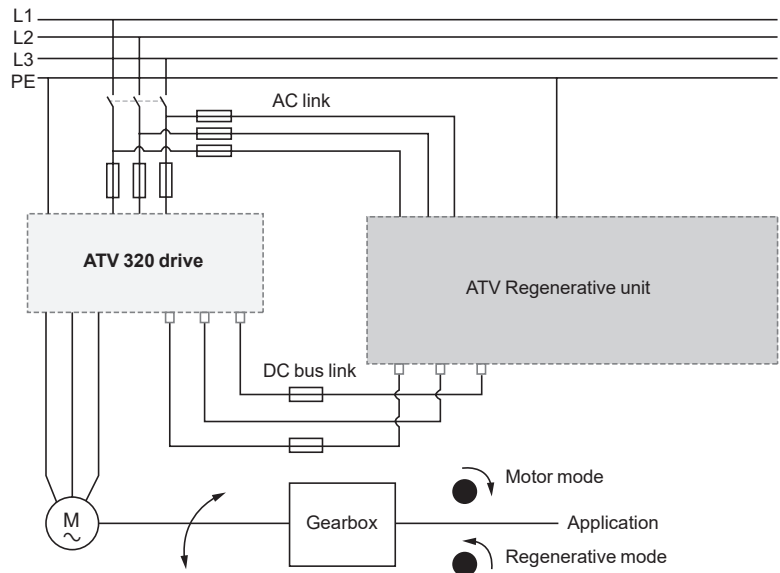 L1
L2
L3
PE
AC link
ATV 320 drive
ATV Regenerative unit
DC bus link
Motor mode
M
Gearbox
Application
Regenerative mode